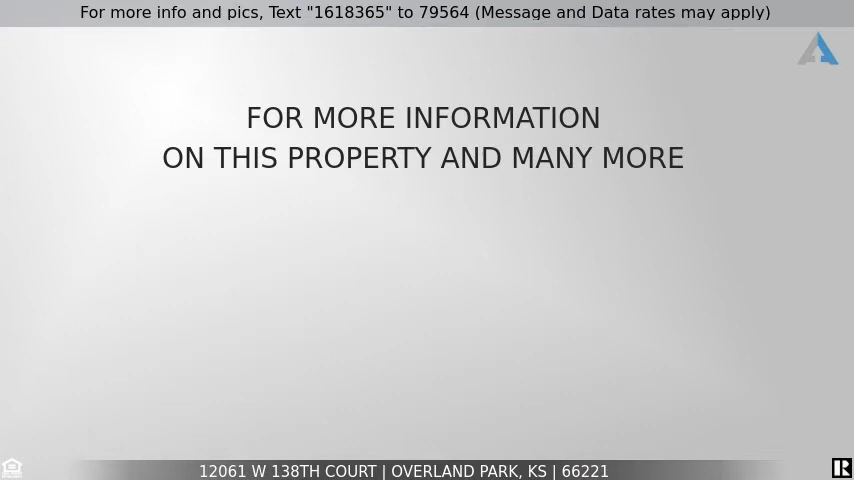 For more info and pics, Text "1618365" to 79564 (Message and Data rates may apply)
FOR MORE INFORMATION
ON THIS PROPERTY AND MANY MORE
12061 W 138TH COURT | OVERLAND PARK, KS | 66221